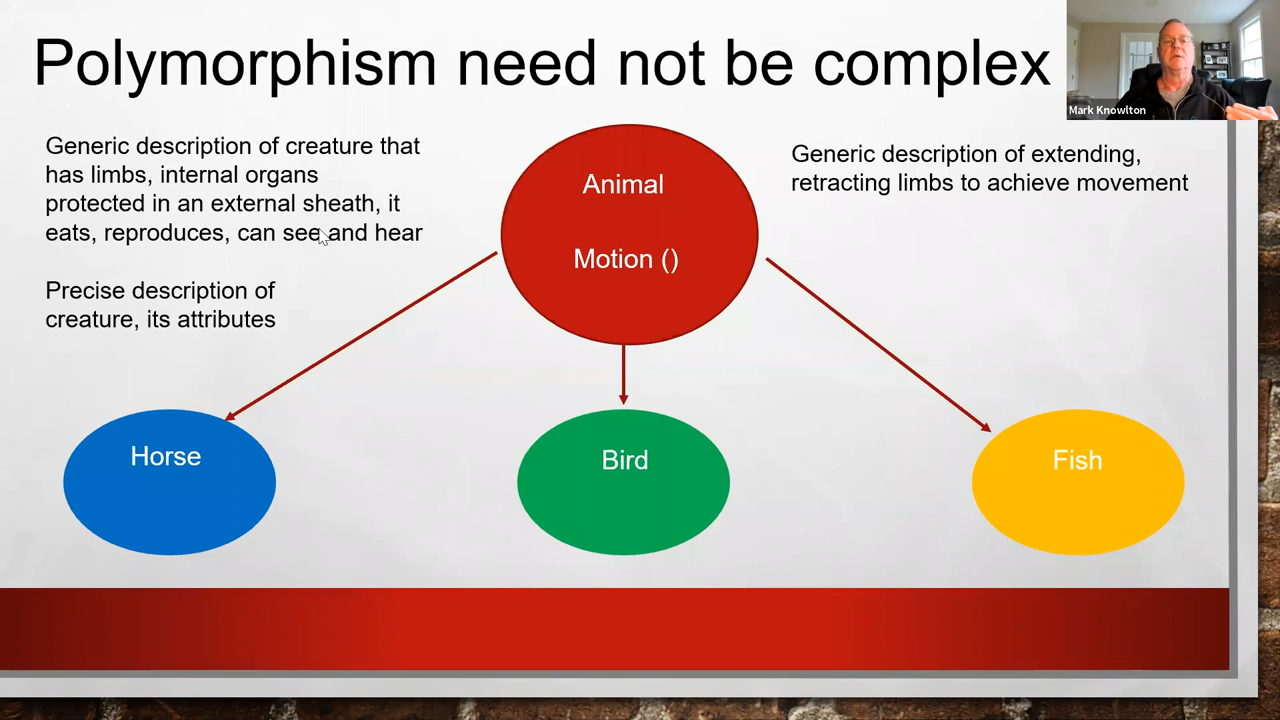 Polymorphism need not be complex
Mark Knowlton
Generic description of creature that
has limbs, internal organs
protected in an external sheath, it
eats, reproduces, can see and hear
Precise description of
creature, its attributes
Animal
Motion ()
Generic description of extending,
retracting limbs to achieve movement
Horse
Bird
Fish